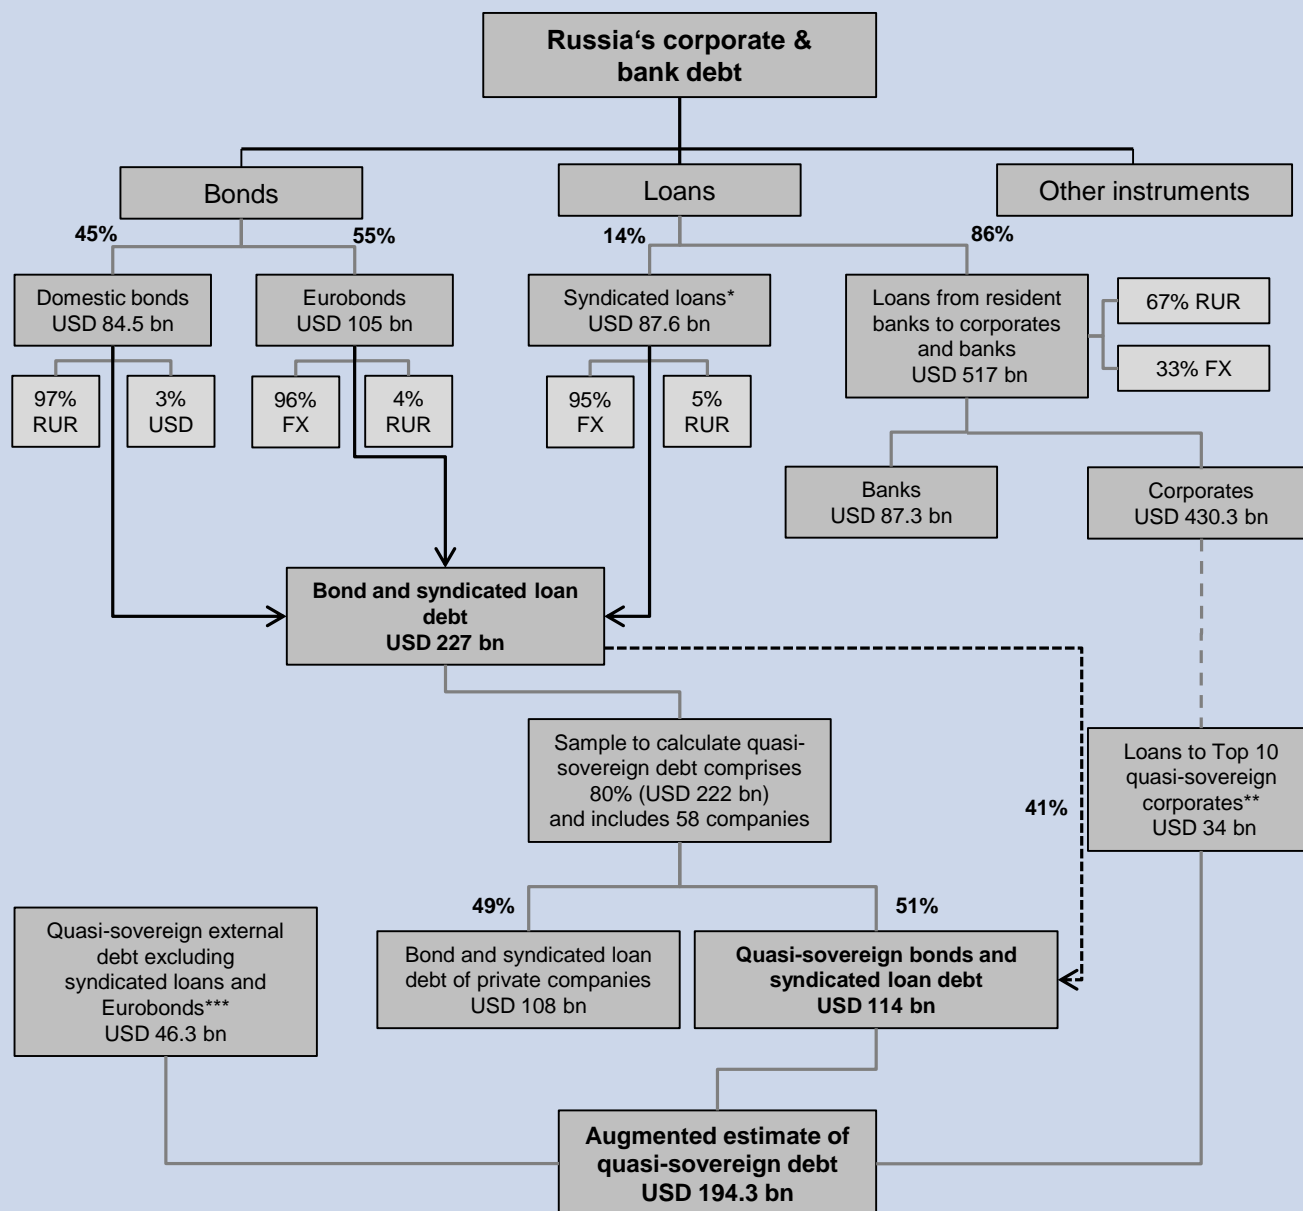 Russia‘s corporate &
bank debt
Bonds
Loans
Other instruments
45%
55%
14%
86%
Domestic bonds
USD 84.5 bn
Eurobonds
USD 105 bn
Syndicated loans*
USD 87.6 bn
Loans from resident
banks to corporates
and banks
USD 517 bn
67% RUR
33% FX
97%
RUR
3%
USD
96%
FX
4%
RUR
95%
FX
5%
RUR
Banks
USD 87.3 bn
Corporates
USD 430.3 bn
Bond and syndicated loan
debt
USD 227 bn
Sample to calculate quasi-
sovereign debt comprises
80% (USD 222 bn)
and includes 58 companies
41%
Loans to Top 10
quasi-sovereign
corporates**
USD 34 bn
49%
51%
Quasi-sovereign external
debt excluding
syndicated loans and
Eurobonds***
USD 46.3 bn
Bond and syndicated loan
debt of private companies
USD 108 bn
Quasi-sovereign bonds and
syndicated loan debt
USD 114 bn
Augmented estimate of
quasi-sovereign debt
USD 194.3 bn